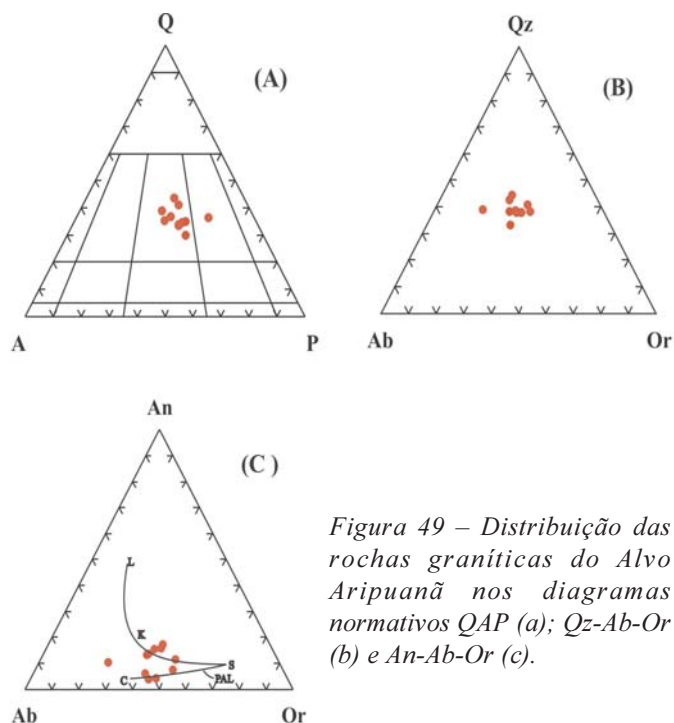 Q
(A)
A
P
Qz
(B)
Ab
Or
An
(C )
L
K
S
C
PAL
Ab
Or
Figura 49 – Distribuição das
rochas graníticas do Alvo
Aripuanã nos diagramas
normativos QAP (a); Qz-Ab-Or
(b) e An-Ab-Or (c).